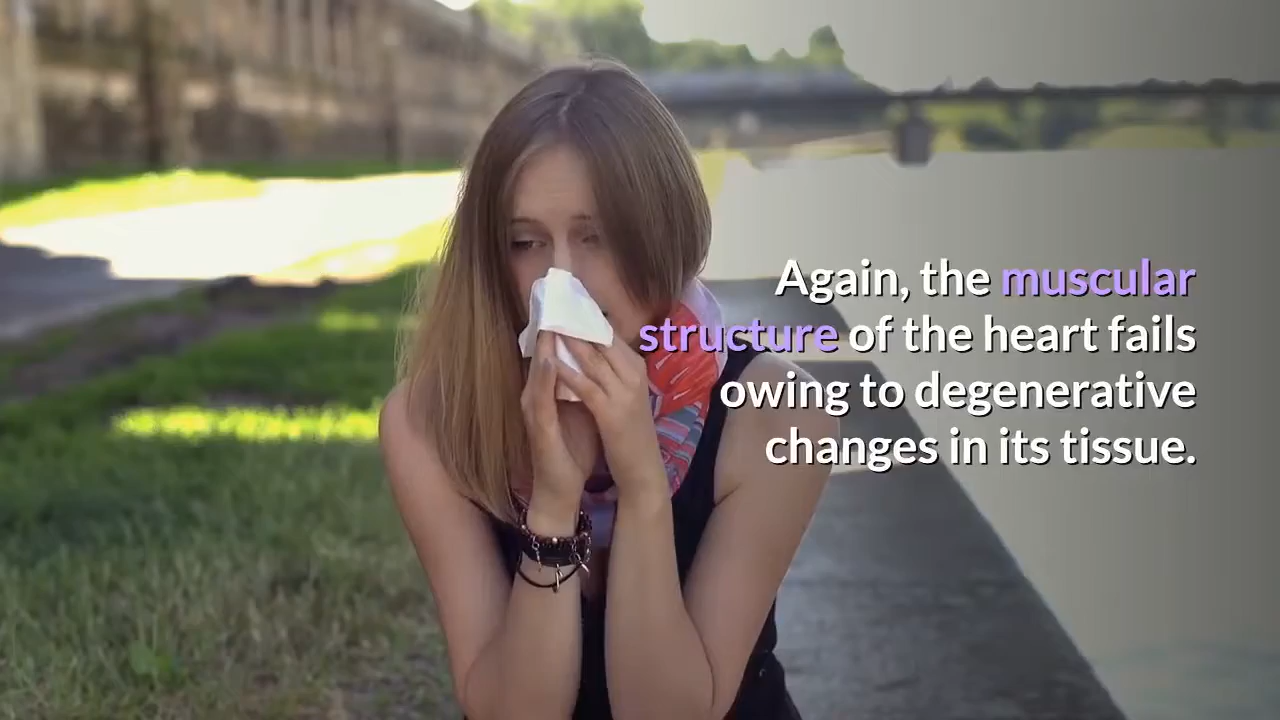 Again, the muscular
structure of the heart fails
owing to degenerative
changes in its tissue.